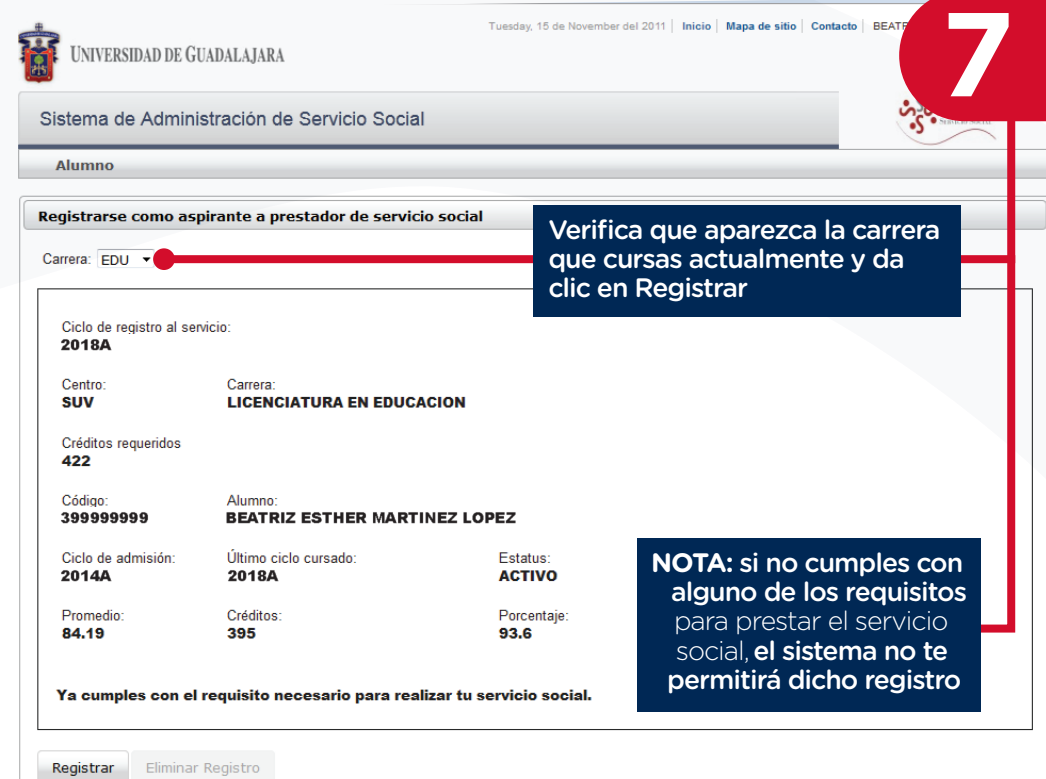 Tuesday, 15 de November del 2011 | Inicio | Mapa de sitio | Contacto | BEATR
7
UNIVERSIDAD DE GUADALAJARA
Sistema de Administración de Servicio Social
Servicio Social
Alumno
Registrarse como aspirante a prestador de servicio social
Verifica que aparezca la carrera
que cursas actualmente y da
clic en Registrar
Carrera: EDU
Ciclo de registro al servicio:
2018A
Centro: Carrera:
SUV LICENCIATURA EN EDUCACION
Créditos requeridos
422
Código: Alumno:
399999999 BEATRIZ ESTHER MARTINEZ LOPEZ
Ciclo de admisión: Último ciclo cursado: Estatus:
2014A 2018A ACTIVO
Promedio: Créditos: Porcentaje:
84.19 395 93.6
NOTA: si no cumples con
alguno de los requisitos
para prestar el servicio
social, el sistema no te
permitirá dicho registro
Ya cumples con el requisito necesario para realizar tu servicio social.
Registrar Eliminar Registro